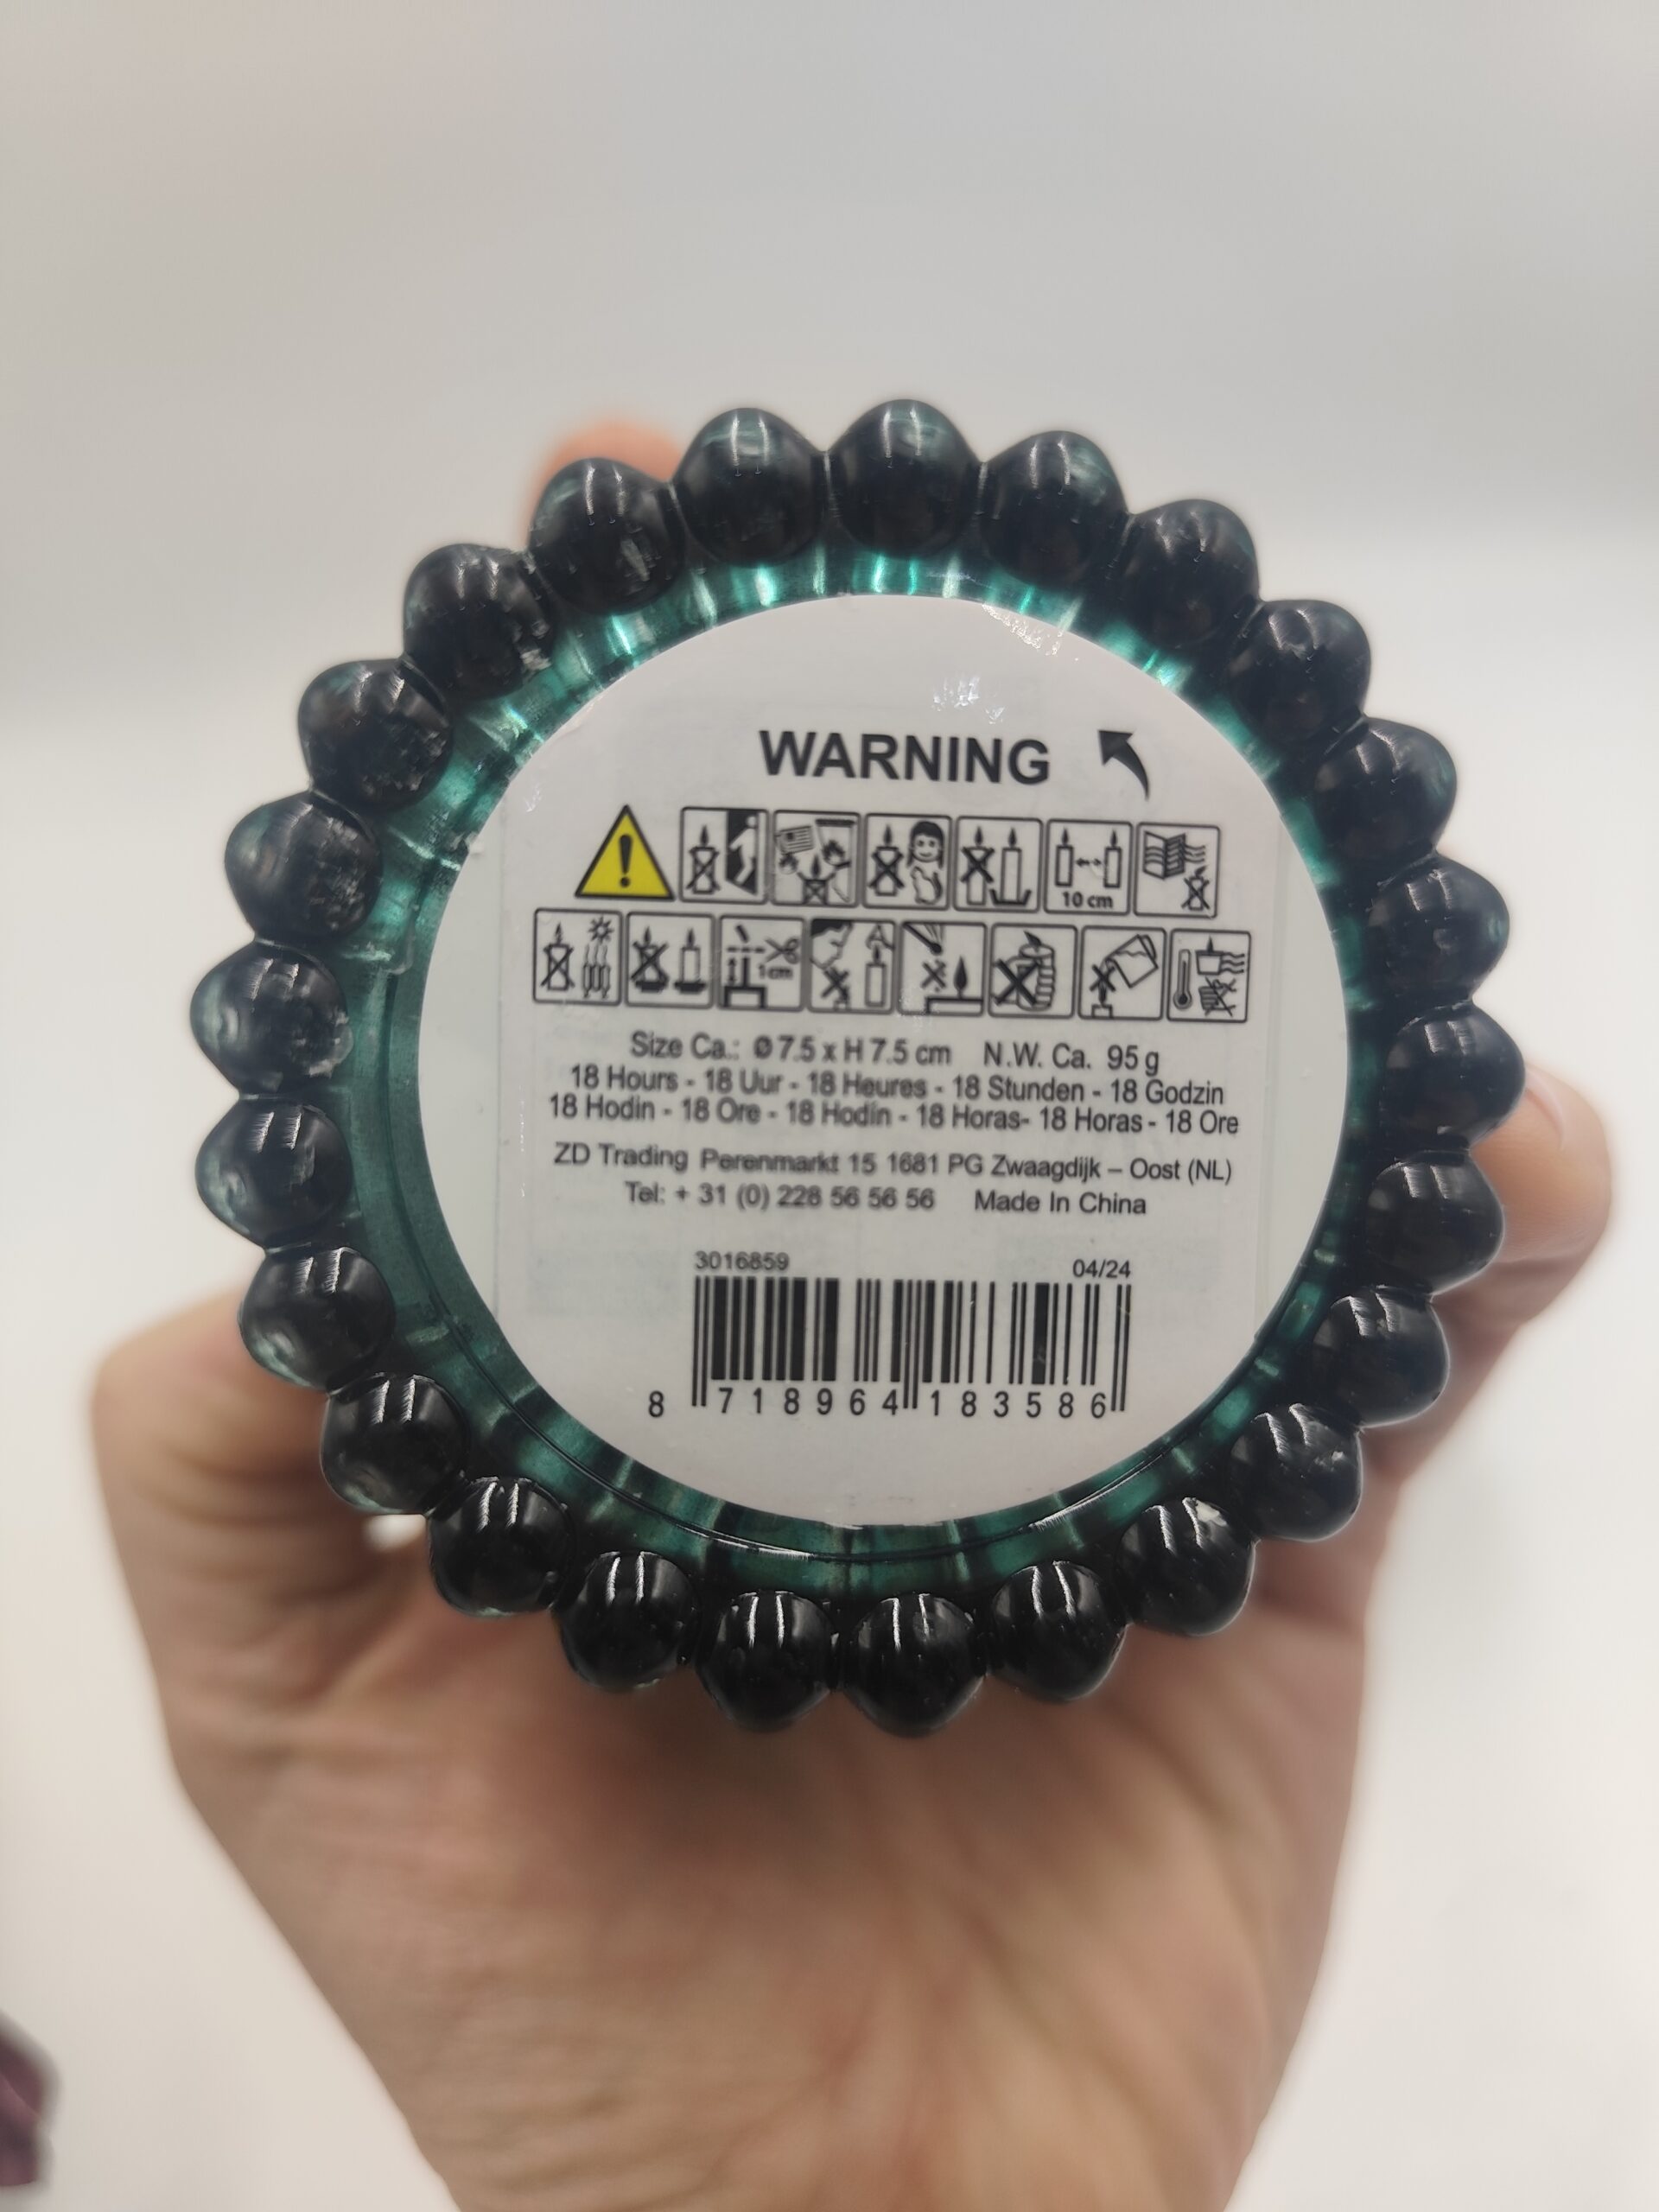 WARNING
10 cm
1cm
Size Ca.: Ø 7.5 x H 7.5 cm N.W. Ca. 95 g
18 Hours - 18 Uur - 18 Heures - 18 Stunden - 18 Godzin
18 Hodin - 18 Ore - 18 Hodín - 18 Horas- 18 Horas - 18 Ore
ZD Trading Perenmarkt 15 1681 PG Zwaagdijk – Oost (NL)
Tel: + 31 (0) 228 56 56 56 Made In China
3016859 04/24
8 718964 183586